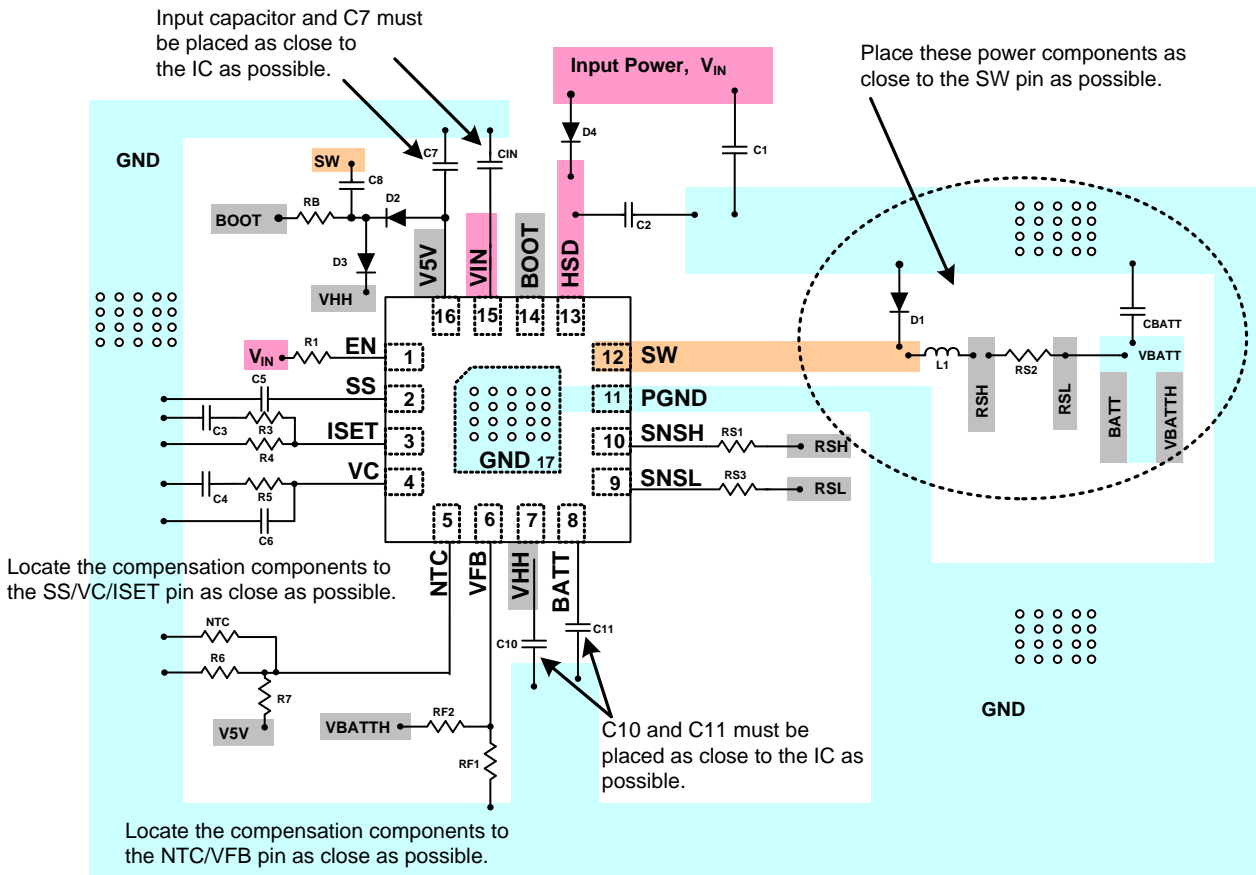 Input capacitor and C7 must
be placed as close to
the IC as possible.
Input Power, VIN
Place these power components as
close to the SW pin as possible.
D4
C1
GND
SW
C7
CIN
C8
RB
D2
BOOT
C2
D3
VHH
V5V
VIN
BOOT
HSD
16
15
14
13
D1
CBATT
VIN
R1
EN
1
12
SW
L1
RS2
VBATT
RSH
RSL
BATT
VBATTH
C5
SS
2
11
PGND
C3
R3
R4
ISET
3
10
SNSH
RS1
RSH
GND 17
C4
R5
VC
4
9
SNSL
RS3
RSL
C6
5
6
7
8
NTC
VFB
VHH
BATT
Locate the compensation components to
the SS/VC/ISET pin as close as possible.
NTC
R6
R7
V5V
C10
C11
VBATTH
RF2
RF1
GND
C10 and C11 must be
placed as close to the IC as
possible.
Locate the compensation components to
the NTC/VFB pin as close as possible.